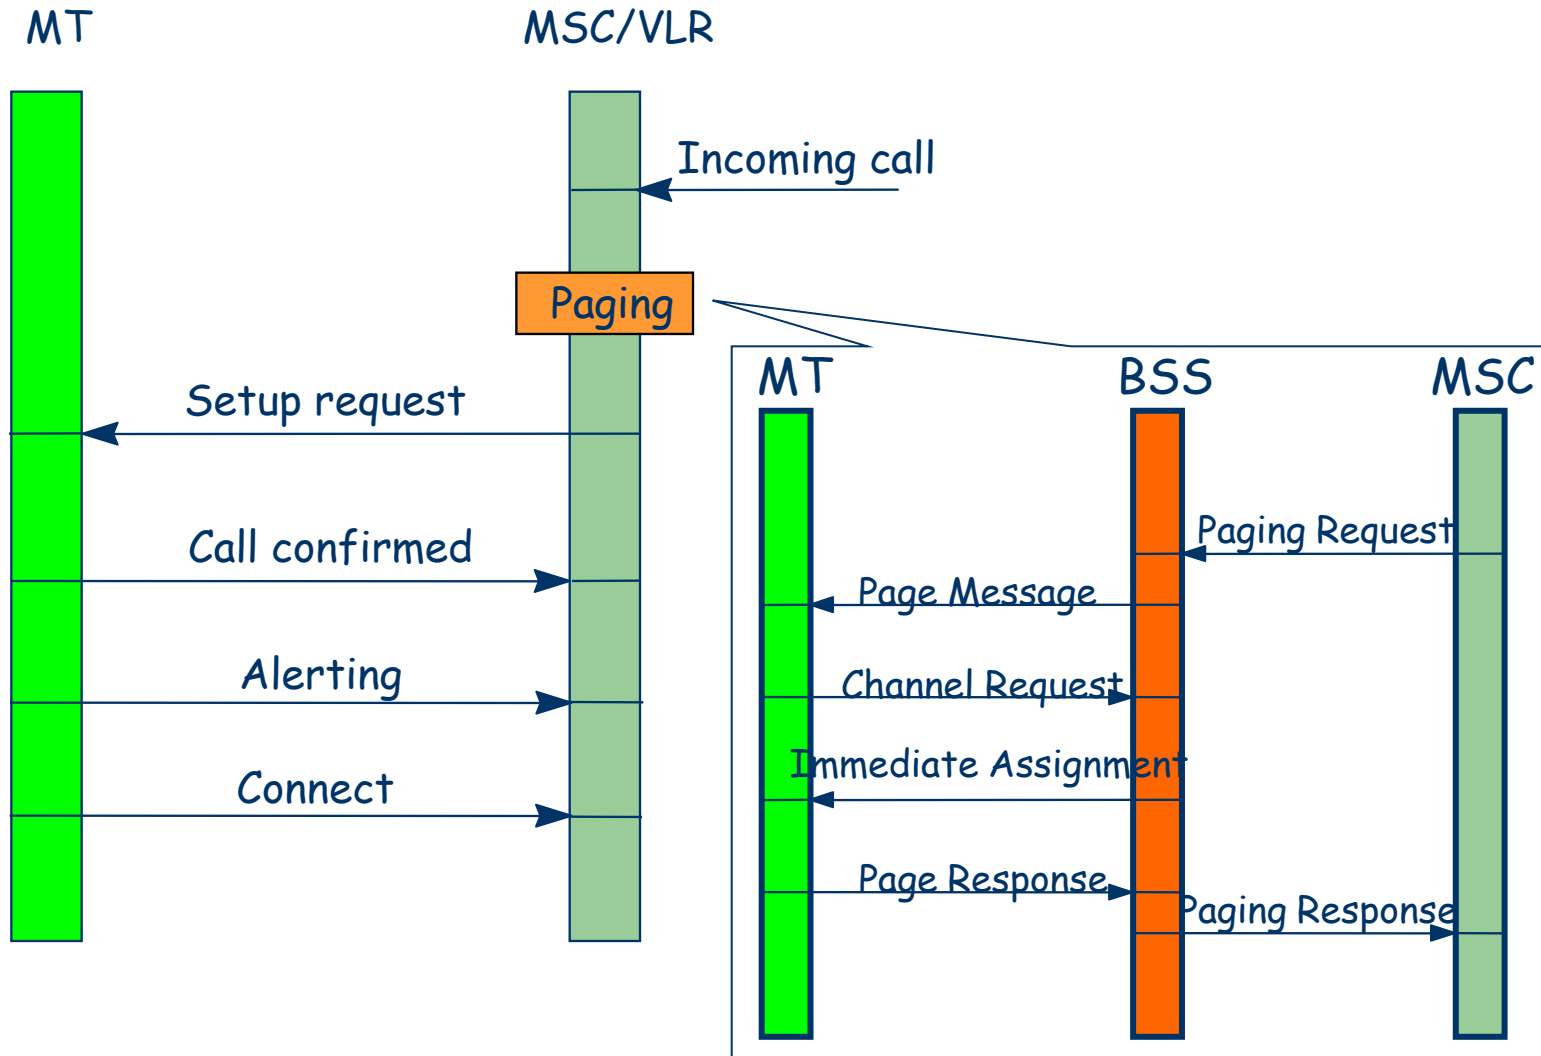 MT
MSC/VLR
Incoming call
Paging
Setup request
Call confirmed
Alerting
Connect
MT
BSS
MSC
Paging Request
Page Message
Channel Request
Immediate Assignment
Page Response
Paging Response